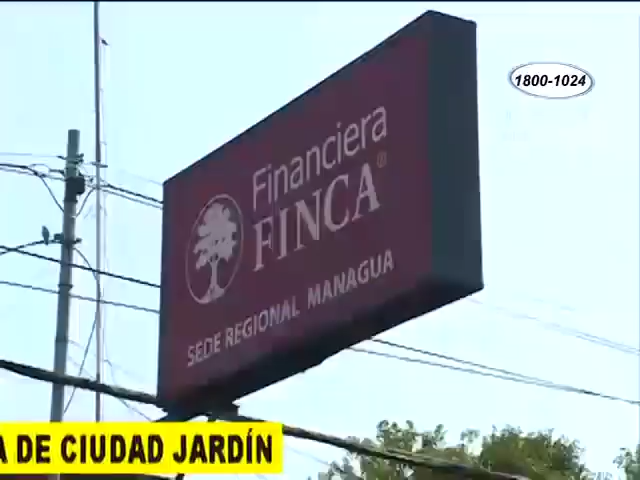 1800-1024
Financiera
FINCA®
SEDE REGIONAL MANAGUA
A DE CIUDAD JARDÍN